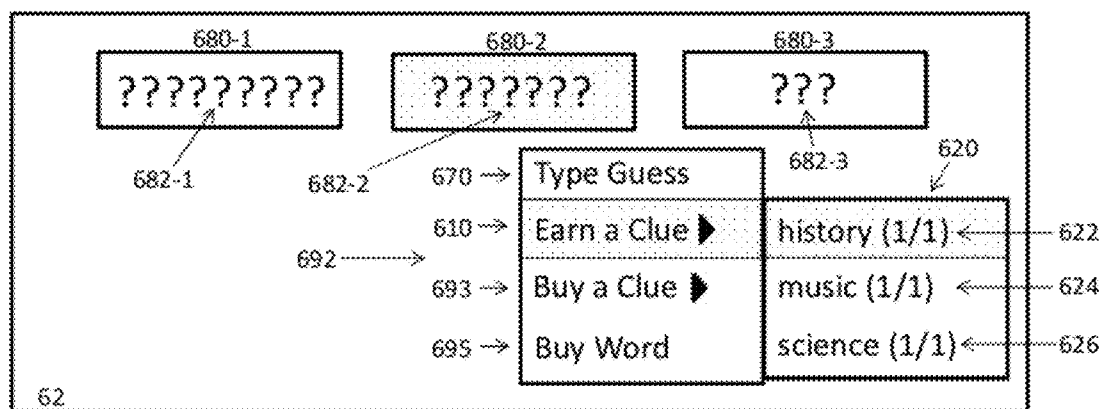 680-1 680-2 680-3
????????? ??????? ???
682-1 682-2 682-3
620
670 Type Guess
610 Earn a Clue history (1/1) 622
692
693 Buy a Clue music (1/1) 624
695 Buy Word science (1/1) 626
62